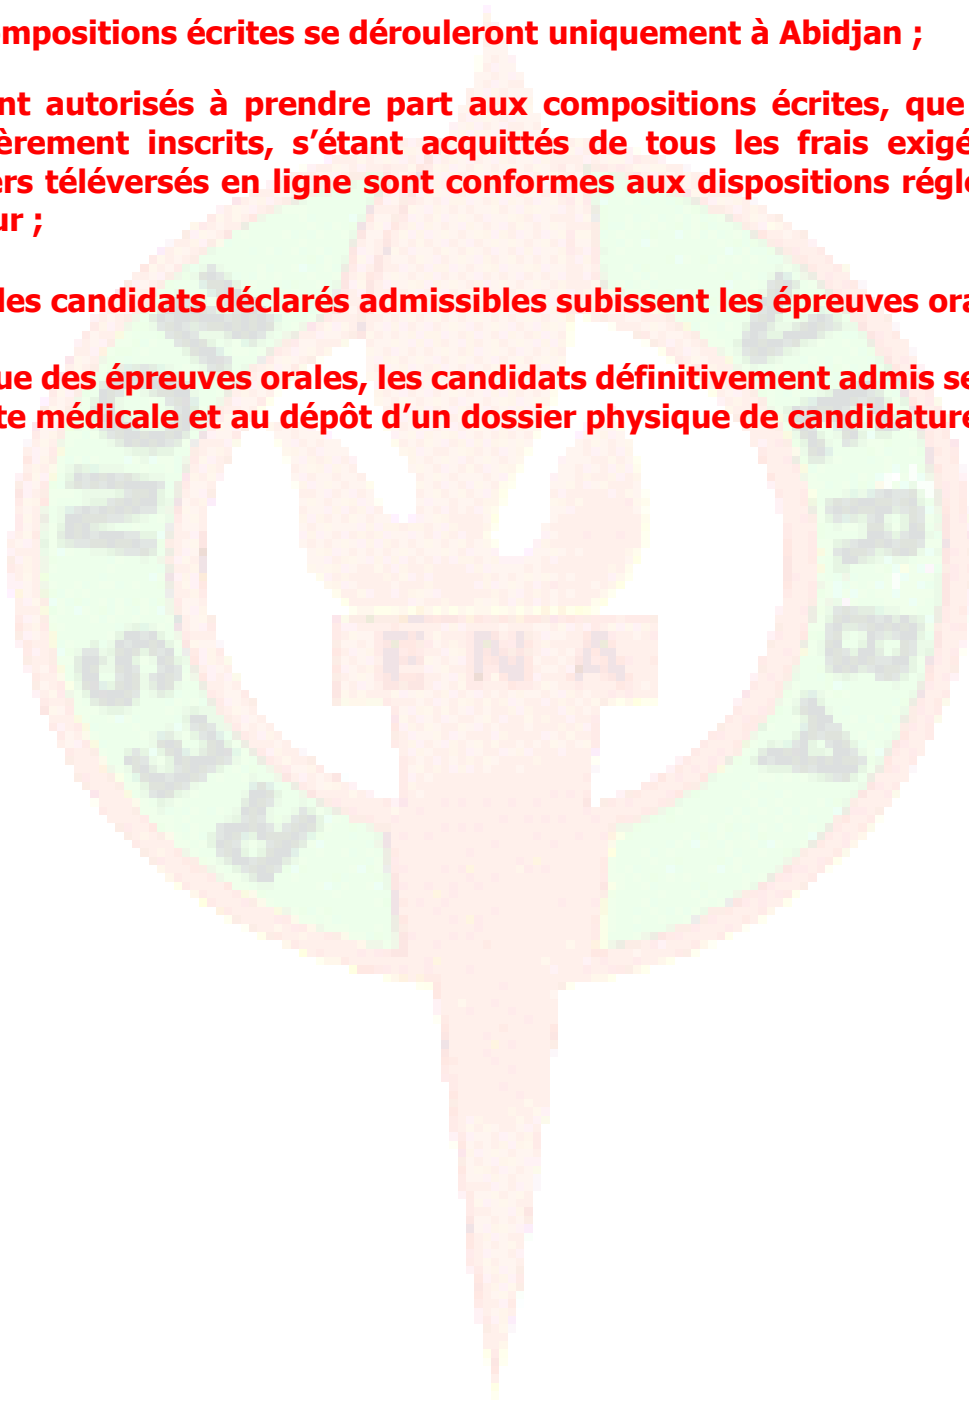 mpositions écrites se dérouleront uniquement à Abidjan ;
nt autorisés à prendre part aux compositions écrites, que
èrement inscrits, s’étant acquittés de tous les frais exigé
ers téléversés en ligne sont conformes aux dispositions régle
ur ;
les candidats déclarés admissibles subissent les épreuves ora
ue des épreuves orales, les candidats définitivement admis se
te médicale et au dépôt d’un dossier physique de candidature
NON
VERBA
RES
ENA